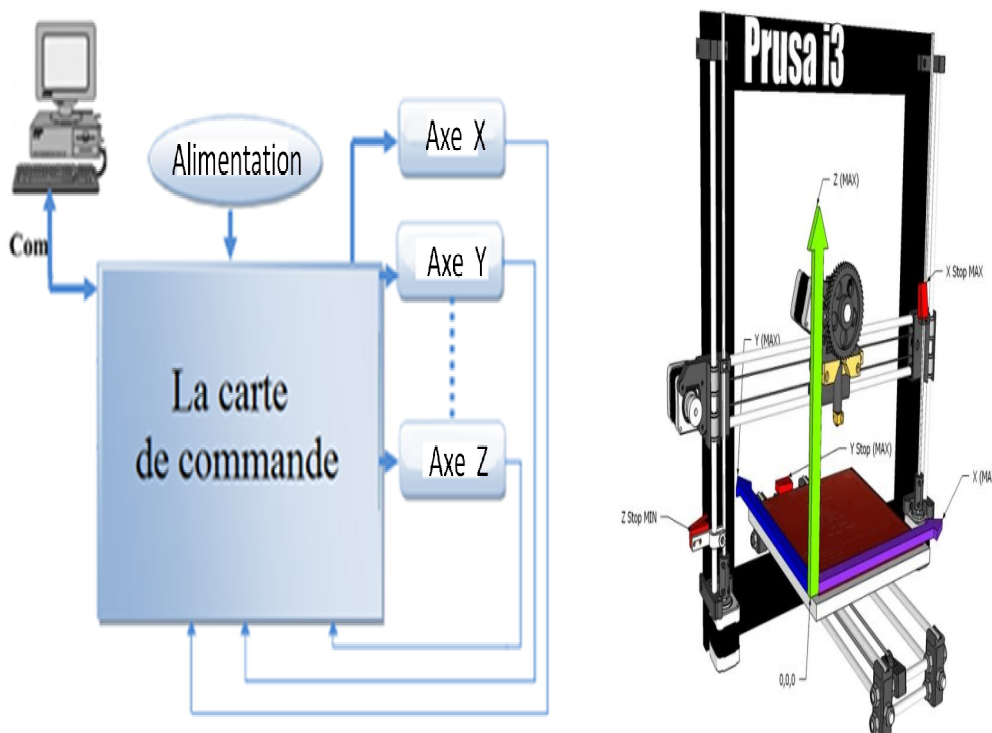 Com
Alimentation
Axe X
Axe Y
Axe Z
La carte
de commande
Prusa i3
Z (MAX)
X Stop MAX
Y (MAX)
Y Stop (MAX)
X (MA
Z Stop MIN
0,0,0